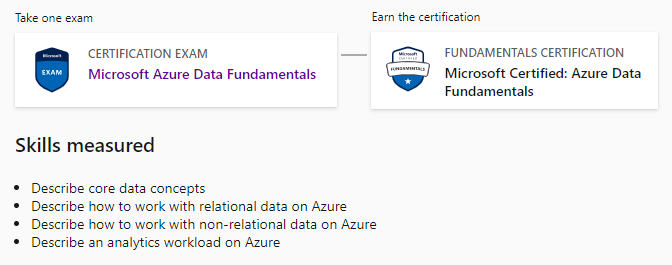 Take one exam
Earn the certification
Microsoft
EXAM
CERTIFICATION EXAM
Microsoft Azure Data Fundamentals
Microsoft
CERTIFIED
FUNDAMENTALS
FUNDAMENTALS CERTIFICATION
Microsoft Certified: Azure Data
Fundamentals
Skills measured
• Describe core data concepts
• Describe how to work with relational data on Azure
• Describe how to work with non-relational data on Azure
• Describe an analytics workload on Azure